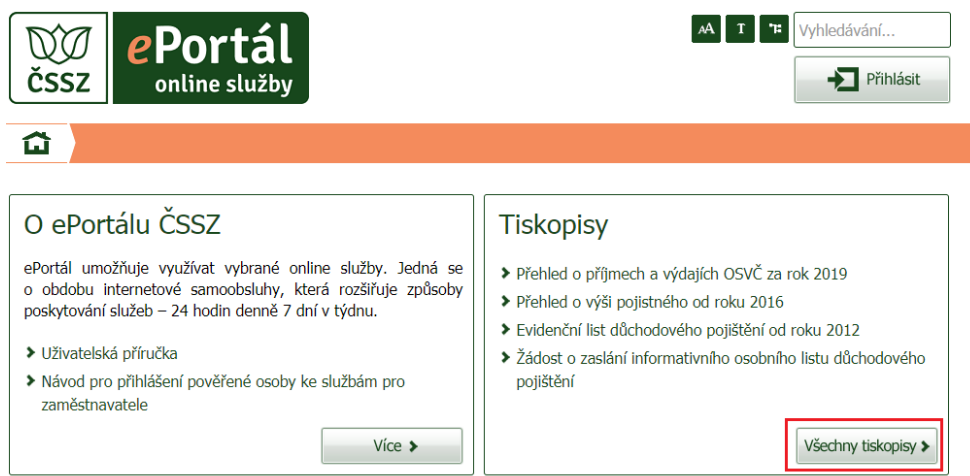 ČSSZ
ePortál
online služby
AA T
Vyhledávání...
Přihlásit
O ePortálu ČSSZ
ePortál umožňuje využívat vybrané online služby. Jedná se
o obdobu internetové samoobsluhy, která rozšiřuje způsoby
poskytování služeb – 24 hodin denně 7 dní v týdnu.
Uživatelská příručka
Návod pro přihlášení pověřené osoby ke službám pro
zaměstnavatele
Více
Tiskopisy
Přehled o příjmech a výdajích OSVČ za rok 2019
Přehled o výši pojistného od roku 2016
Evidenční list důchodového pojištění od roku 2012
Žádost o zaslání informativního osobního listu důchodového
pojištění
Všechny tiskopisy